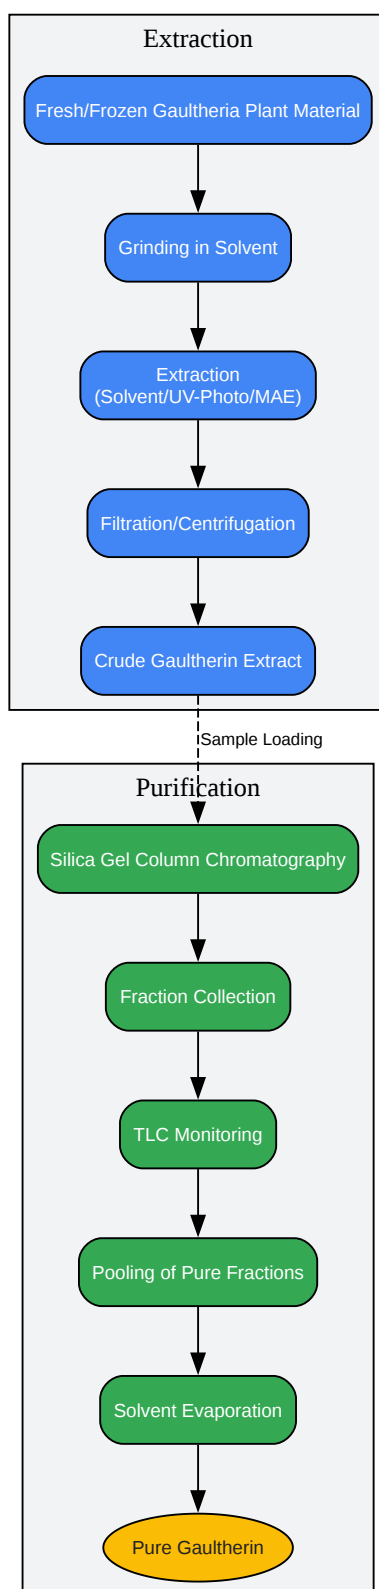 Extraction
Fresh/Frozen Gaultheria Plant Material
Grinding in Solvent
Extraction
(Solvent/UV-Photo/MAE)
Filtration/Centrifugation
Crude Gaultherin Extract
Sample Loading
Purification
Silica Gel Column Chromatography
Fraction Collection
TLC Monitoring
Pooling of Pure Fractions
Solvent Evaporation
Pure Gaultherin